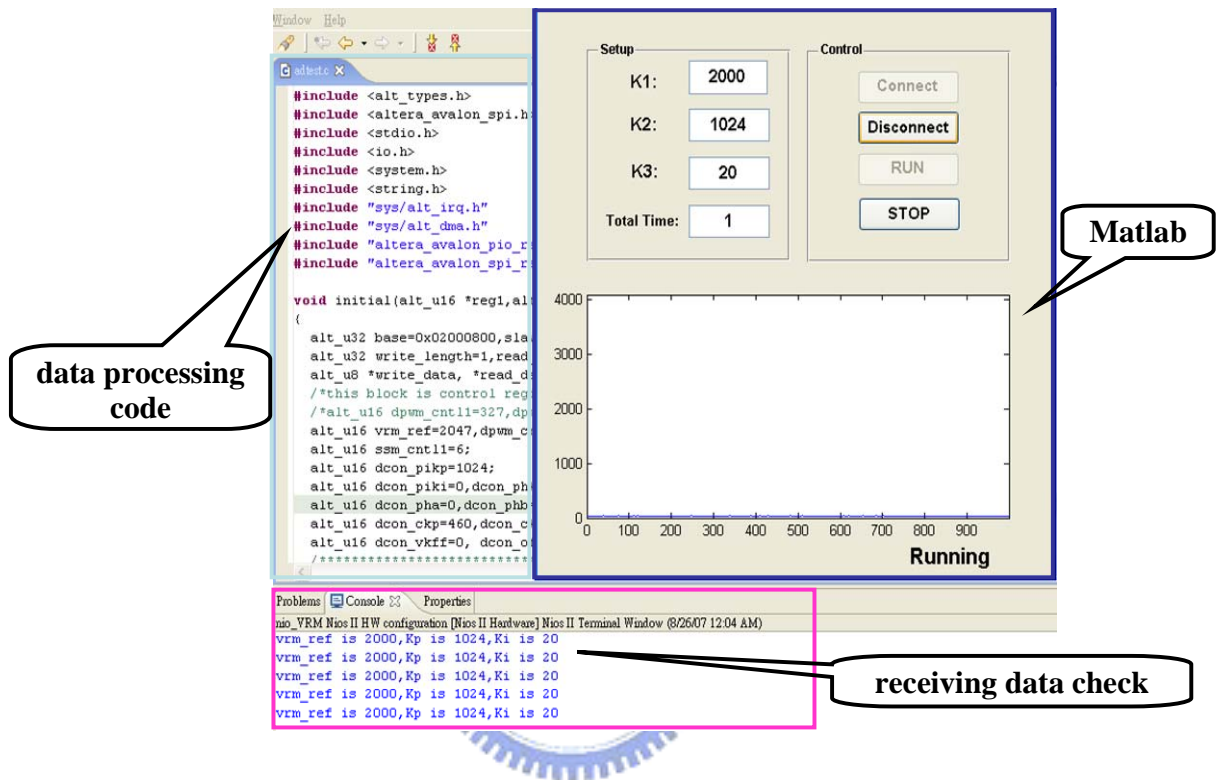 Window Help
adtest.c
#include <alt_types.h>
#include <altera_avalon_spi.h
#include <stdio.h>
#include <io.h>
#include <system.h>
#include <string.h>
#include "sys/alt_irq.h"
#include "sys/alt_dma.h"
#include "altera_avalon_pio_r
#include "altera_avalon_spi_r
void initial(alt_u16 *reg1,alt
{
alt_u32 base=0x02000800,sla
alt_u32 write_length=1,read_
alt_u8 *write_data, *read_d
/*this block is control reg
/*alt_u16 dpwm_cntl1=327,dp
alt_u16 vrm_ref=2047,dpwm_c
alt_u16 ssm_cntl1=6;
alt_u16 dcon_pikp=1024;
alt_u16 dcon_piki=0,dcon_ph
alt_u16 dcon_pha=0,dcon_phb
alt_u16 dcon_ckp=460,dcon_c
alt_u16 dcon_vkff=0, dcon_o
Setup
K1: 2000
K2: 1024
K3: 20
Total Time: 1
Control
Connect
Disconnect
RUN
STOP
4000
3000
2000
1000
0
0 100 200 300 400 500 600 700 800 900
Running
Matlab
data processing
code
Problems Console Properties
nio_VRM Nios II HW configuration [Nios II Hardware] Nios II Terminal Window (8/26/07 12:04 AM)
vrm_ref is 2000,Kp is 1024,Ki is 20
vrm_ref is 2000,Kp is 1024,Ki is 20
vrm_ref is 2000,Kp is 1024,Ki is 20
vrm_ref is 2000,Kp is 1024,Ki is 20
vrm_ref is 2000,Kp is 1024,Ki is 20
receiving data check